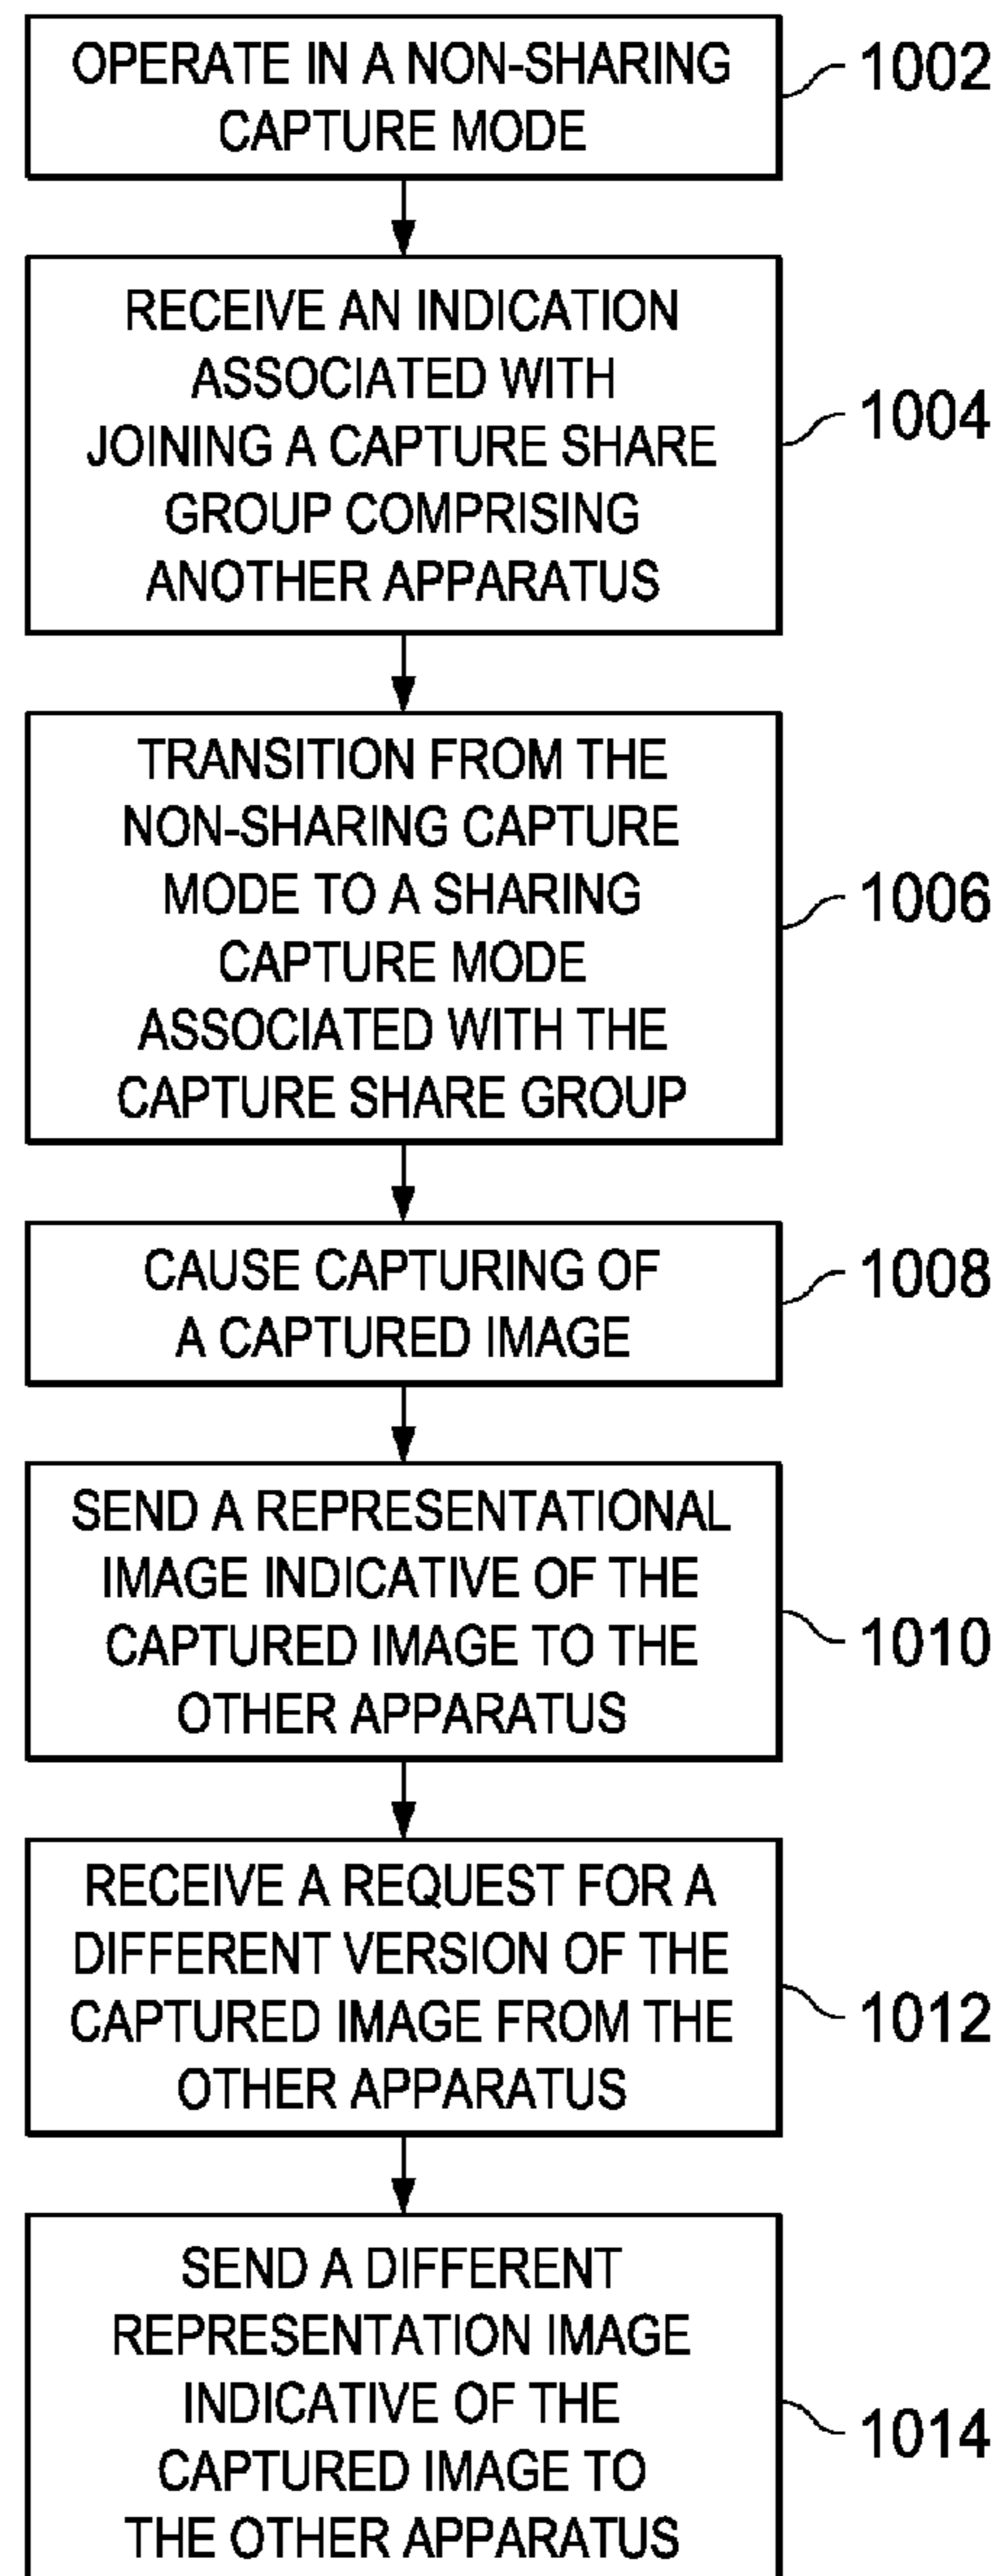 OPERATE IN A NON-SHARING
CAPTURE MODE
1002
RECEIVE AN INDICATION
ASSOCIATED WITH
JOINING A CAPTURE SHARE
GROUP COMPRISING
ANOTHER APPARATUS
1004
TRANSITION FROM THE
NON-SHARING CAPTURE
MODE TO A SHARING
CAPTURE MODE
ASSOCIATED WITH THE
CAPTURE SHARE GROUP
1006
CAUSE CAPTURING OF
A CAPTURED IMAGE
1008
SEND A REPRESENTATIONAL
IMAGE INDICATIVE OF THE
CAPTURED IMAGE TO THE
OTHER APPARATUS
1010
RECEIVE A REQUEST FOR A
DIFFERENT VERSION OF THE
CAPTURED IMAGE FROM THE
OTHER APPARATUS
1012
SEND A DIFFERENT
REPRESENTATION IMAGE
INDICATIVE OF THE
CAPTURED IMAGE TO
THE OTHER APPARATUS
1014